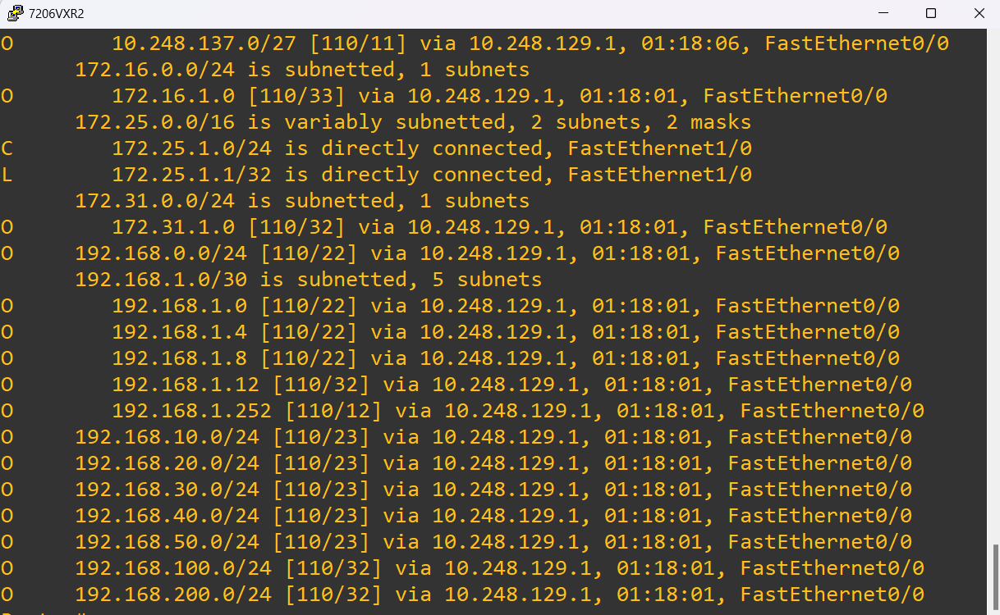 7206VXR2
O        10.248.137.0/27 [110/11] via 10.248.129.1, 01:18:06, FastEthernet0/0
      172.16.0.0/24 is subnetted, 1 subnets
O        172.16.1.0 [110/33] via 10.248.129.1, 01:18:01, FastEthernet0/0
      172.25.0.0/16 is variably subnetted, 2 subnets, 2 masks
C        172.25.1.0/24 is directly connected, FastEthernet1/0
L        172.25.1.1/32 is directly connected, FastEthernet1/0
      172.31.0.0/24 is subnetted, 1 subnets
O        172.31.1.0 [110/32] via 10.248.129.1, 01:18:01, FastEthernet0/0
O     192.168.0.0/24 [110/22] via 10.248.129.1, 01:18:01, FastEthernet0/0
      192.168.1.0/30 is subnetted, 5 subnets
O        192.168.1.0 [110/22] via 10.248.129.1, 01:18:01, FastEthernet0/0
O        192.168.1.4 [110/22] via 10.248.129.1, 01:18:01, FastEthernet0/0
O        192.168.1.8 [110/22] via 10.248.129.1, 01:18:01, FastEthernet0/0
O        192.168.1.12 [110/32] via 10.248.129.1, 01:18:01, FastEthernet0/0
O        192.168.1.252 [110/12] via 10.248.129.1, 01:18:01, FastEthernet0/0
O     192.168.10.0/24 [110/23] via 10.248.129.1, 01:18:01, FastEthernet0/0
O     192.168.20.0/24 [110/23] via 10.248.129.1, 01:18:01, FastEthernet0/0
O     192.168.30.0/24 [110/23] via 10.248.129.1, 01:18:01, FastEthernet0/0
O     192.168.40.0/24 [110/23] via 10.248.129.1, 01:18:01, FastEthernet0/0
O     192.168.50.0/24 [110/23] via 10.248.129.1, 01:18:01, FastEthernet0/0
O     192.168.100.0/24 [110/32] via 10.248.129.1, 01:18:01, FastEthernet0/0
O     192.168.200.0/24 [110/32] via 10.248.129.1, 01:18:01, FastEthernet0/0